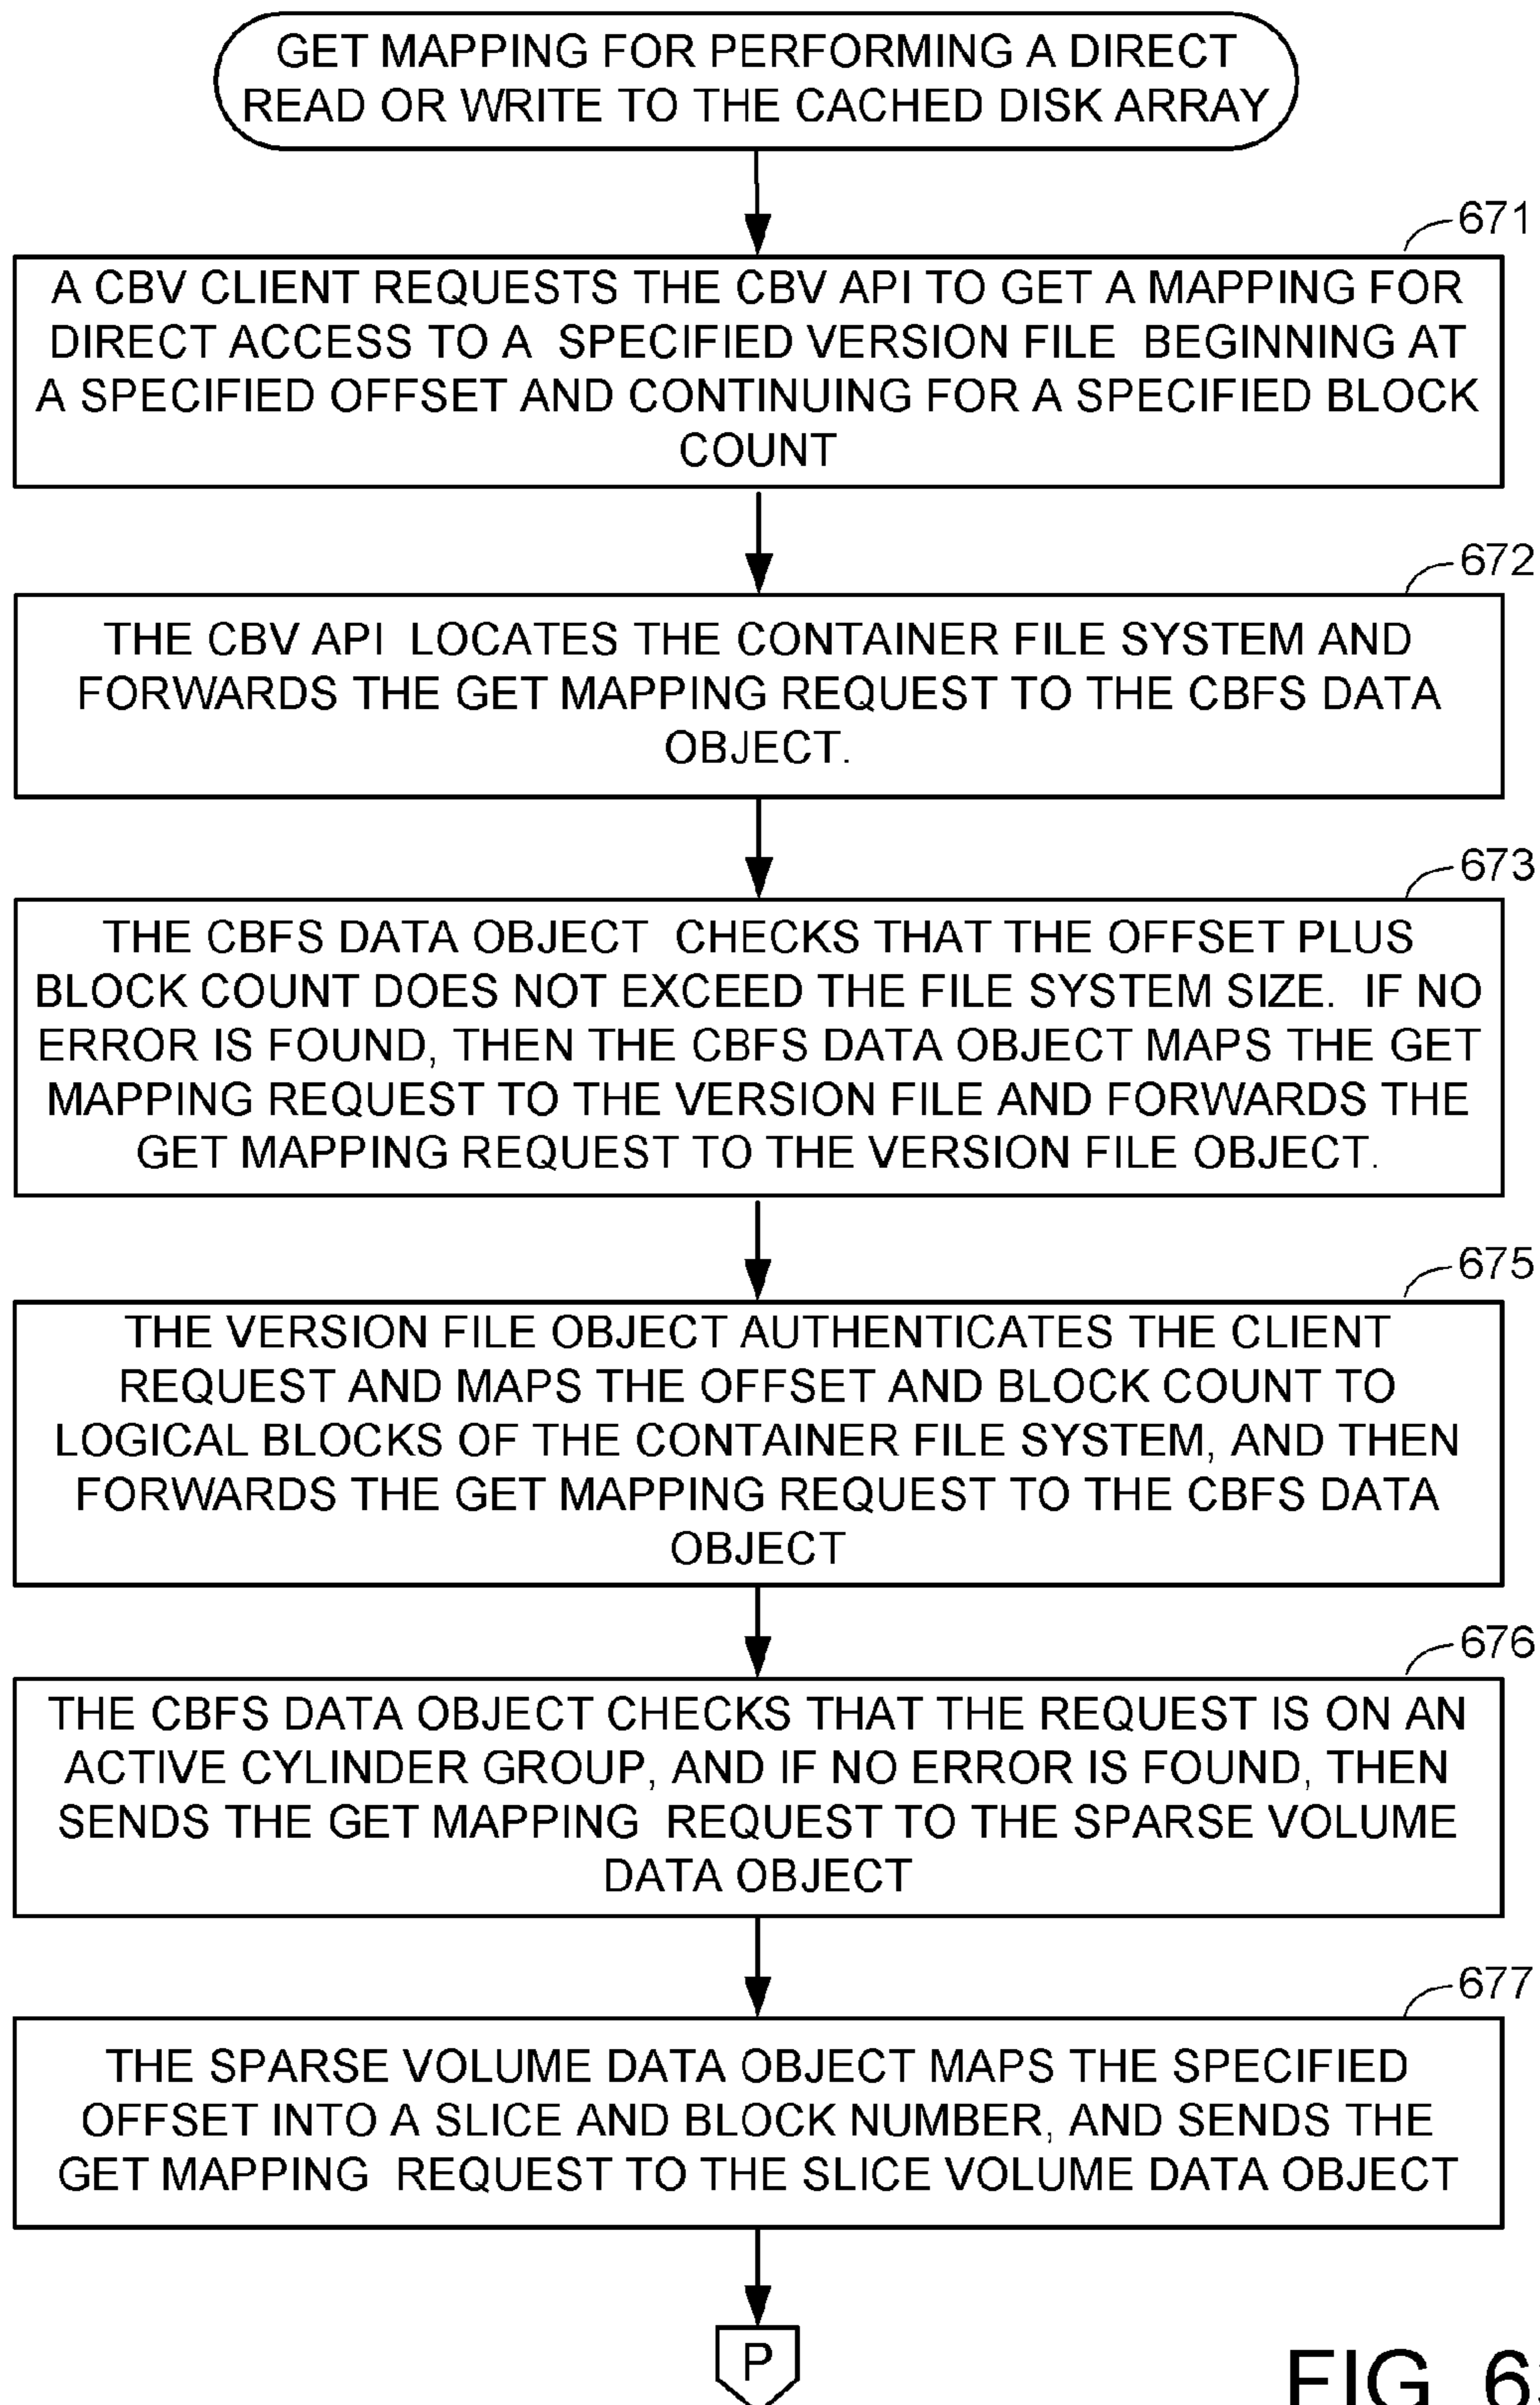 GET MAPPING FOR PERFORMING A DIRECT
READ OR WRITE TO THE CACHED DISK ARRAY
671
A CBV CLIENT REQUESTS THE CBV API TO GET A MAPPING FOR
DIRECT ACCESS TO A SPECIFIED VERSION FILE BEGINNING AT
A SPECIFIED OFFSET AND CONTINUING FOR A SPECIFIED BLOCK
COUNT
672
THE CBV API LOCATES THE CONTAINER FILE SYSTEM AND
FORWARDS THE GET MAPPING REQUEST TO THE CBFS DATA
OBJECT.
673
THE CBFS DATA OBJECT CHECKS THAT THE OFFSET PLUS
BLOCK COUNT DOES NOT EXCEED THE FILE SYSTEM SIZE. IF NO
ERROR IS FOUND, THEN THE CBFS DATA OBJECT MAPS THE GET
MAPPING REQUEST TO THE VERSION FILE AND FORWARDS THE
GET MAPPING REQUEST TO THE VERSION FILE OBJECT.
675
THE VERSION FILE OBJECT AUTHENTICATES THE CLIENT
REQUEST AND MAPS THE OFFSET AND BLOCK COUNT TO
LOGICAL BLOCKS OF THE CONTAINER FILE SYSTEM, AND THEN
FORWARDS THE GET MAPPING REQUEST TO THE CBFS DATA
OBJECT
676
THE CBFS DATA OBJECT CHECKS THAT THE REQUEST IS ON AN
ACTIVE CYLINDER GROUP, AND IF NO ERROR IS FOUND, THEN
SENDS THE GET MAPPING REQUEST TO THE SPARSE VOLUME
DATA OBJECT
677
THE SPARSE VOLUME DATA OBJECT MAPS THE SPECIFIED
OFFSET INTO A SLICE AND BLOCK NUMBER, AND SENDS THE
GET MAPPING REQUEST TO THE SLICE VOLUME DATA OBJECT
P
FIG. 6